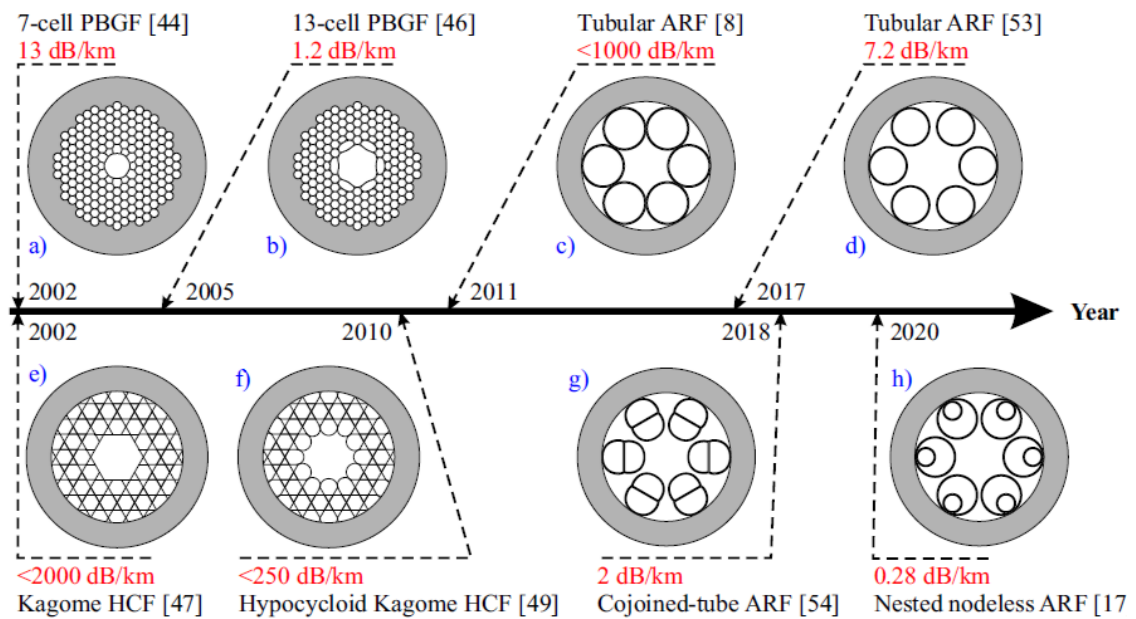 7-cell PBGF [44]
13 dB/km
13-cell PBGF [46]
1.2 dB/km
Tubular ARF [8]
<1000 dB/km
Tubular ARF [53]
7.2 dB/km
a)
b)
c)
d)
2002
2005
2011
2017
Year
2002
2010
2018
2020
e)
f)
g)
h)
<2000 dB/km
Kagome HCF [47]
<250 dB/km
Hypocycloid Kagome HCF [49]
2 dB/km
Cojoined-tube ARF [54]
0.28 dB/km
Nested nodeless ARF [17